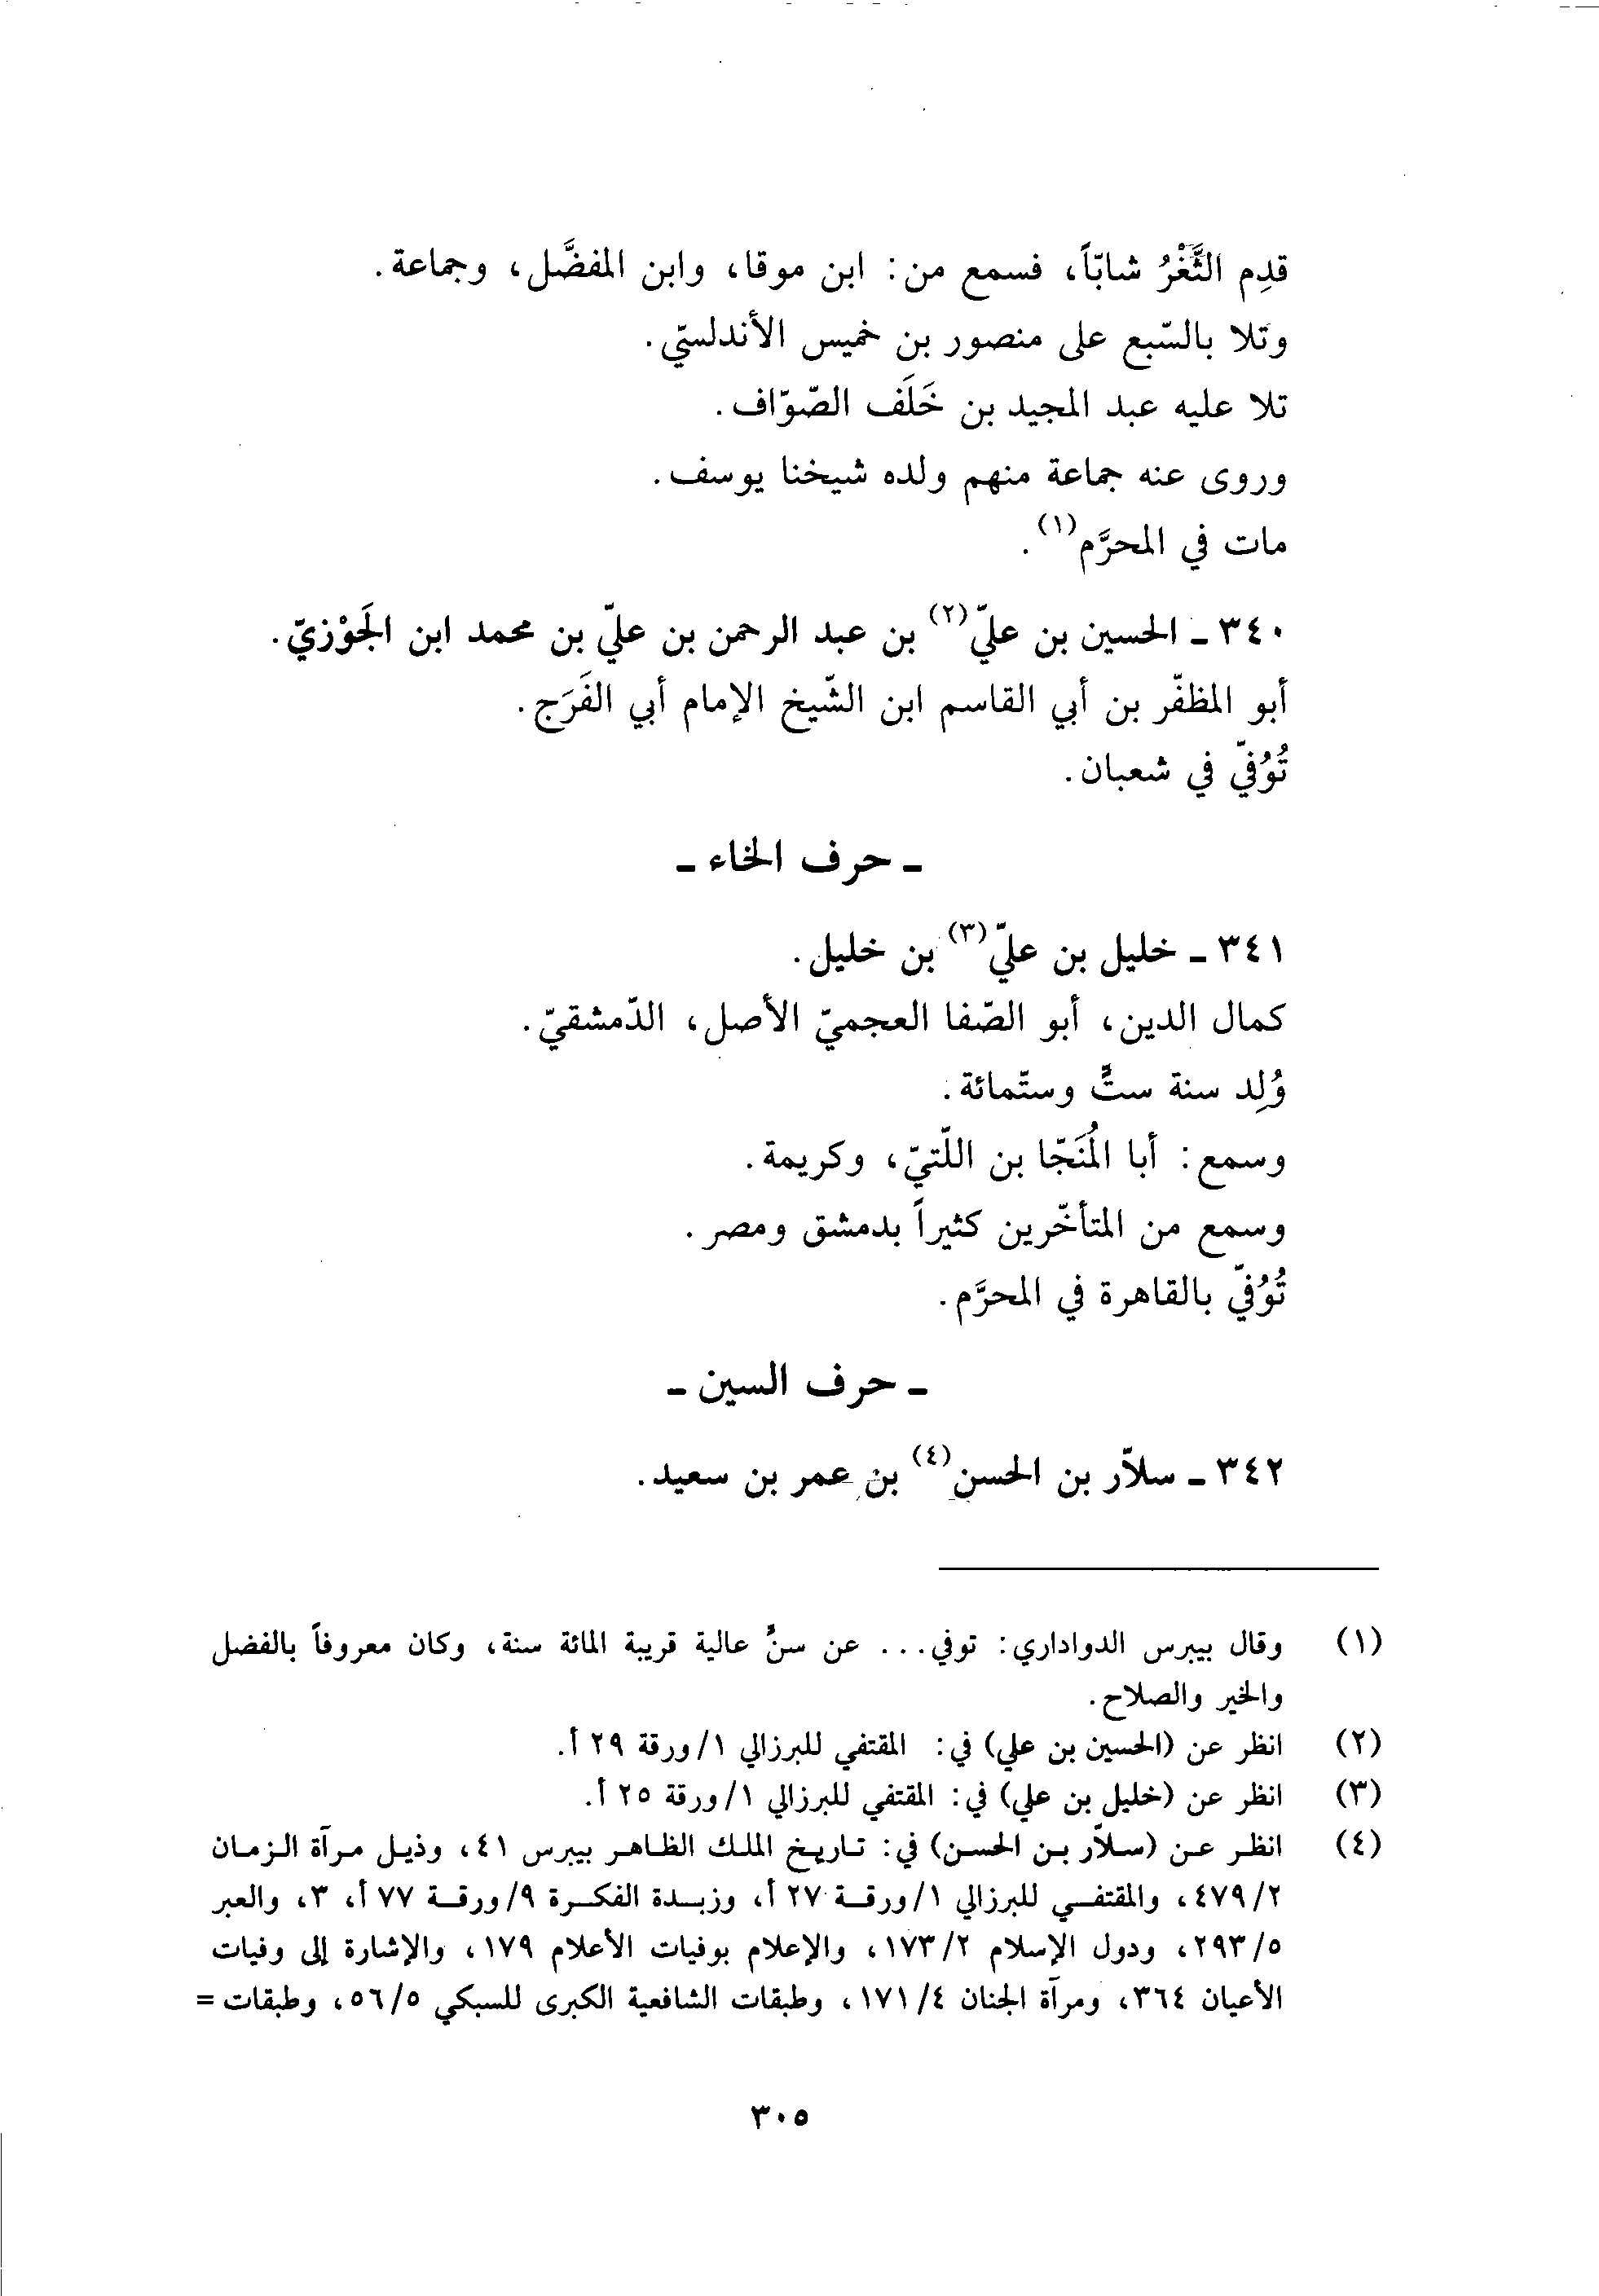 قدِم الثَّغْرُ شابّاً، فسمع من: ابن موقا، وابن المفضَّل، وجماعة.
وتلا بالسّبع على منصور بن خميس الأندلسيّ.
تلا عليه عبد المجيد بن خَلَف الصّوّاف.
وروى عنه جماعة منهم ولده شيخنا يوسف.
مات في المحرَّم(١).
٣٤٠ ـ الحسين بن عليّ(٢) بن عبد الرحمن بن عليّ بن محمد ابن الجَوْزيّ.
أبو المظفّر بن أبي القاسم ابن الشّيخ الإمام أبي الفَرَج.
تُوُفيّ في شعبان.
ـ حرف الخاء ـ
٣٤١ ـ خليل بن عليّ(٣) بن خليل.
كمال الدين، أبو الصّفا العجميّ الأصل، الدّمشقيّ.
وُلِد سنة ستٍّ وستّمائة.
وسمع: أبا المُنَجّا بن اللّتيّ، وكريمة.
وسمع من المتأخّرين كثيراً بدمشق ومصر.
تُوُفيّ بالقاهرة في المحرَّم.
ـ حرف السين ـ
٣٤٢ ـ سلاّر بن الحسن(٤) بن عمر بن سعيد.
(١) وقال بيبرس الدواداري: توفي... عن سنٍّ عالية قريبة المائة سنة، وكان معروفاً بالفضل
والخير والصلاح.
(٢) انظر عن (الحسين بن علي) في: المقتفي للبرزالي ١/ورقة ٢٩ أ.
(٣) انظر عن (خليل بن علي) في: المقتفي للبرزالي ١/ورقة ٢٥ أ.
(٤) انظر عن (سلاّر بن الحسن) في: تاريخ الملك الظاهر بيبرس ٤١، وذيل مرآة الزمان
٤٧٩/٢، والمقتفي للبرزالي ١/ورقة ٢٧ أ، وزبدة الفكرة ٩/ورقة ٧٧ أ، ٣، والعبر
٢٩٣/٥، ودول الإسلام ١٧٣/٢، والإعلام بوفيات الأعلام ١٧٩، والإشارة إلى وفيات
الأعيان ٣٦٤، ومرآة الجنان ١٧١/٤، وطبقات الشافعية الكبرى للسبكي ٥٦/٥، وطبقات =
٣٠٥